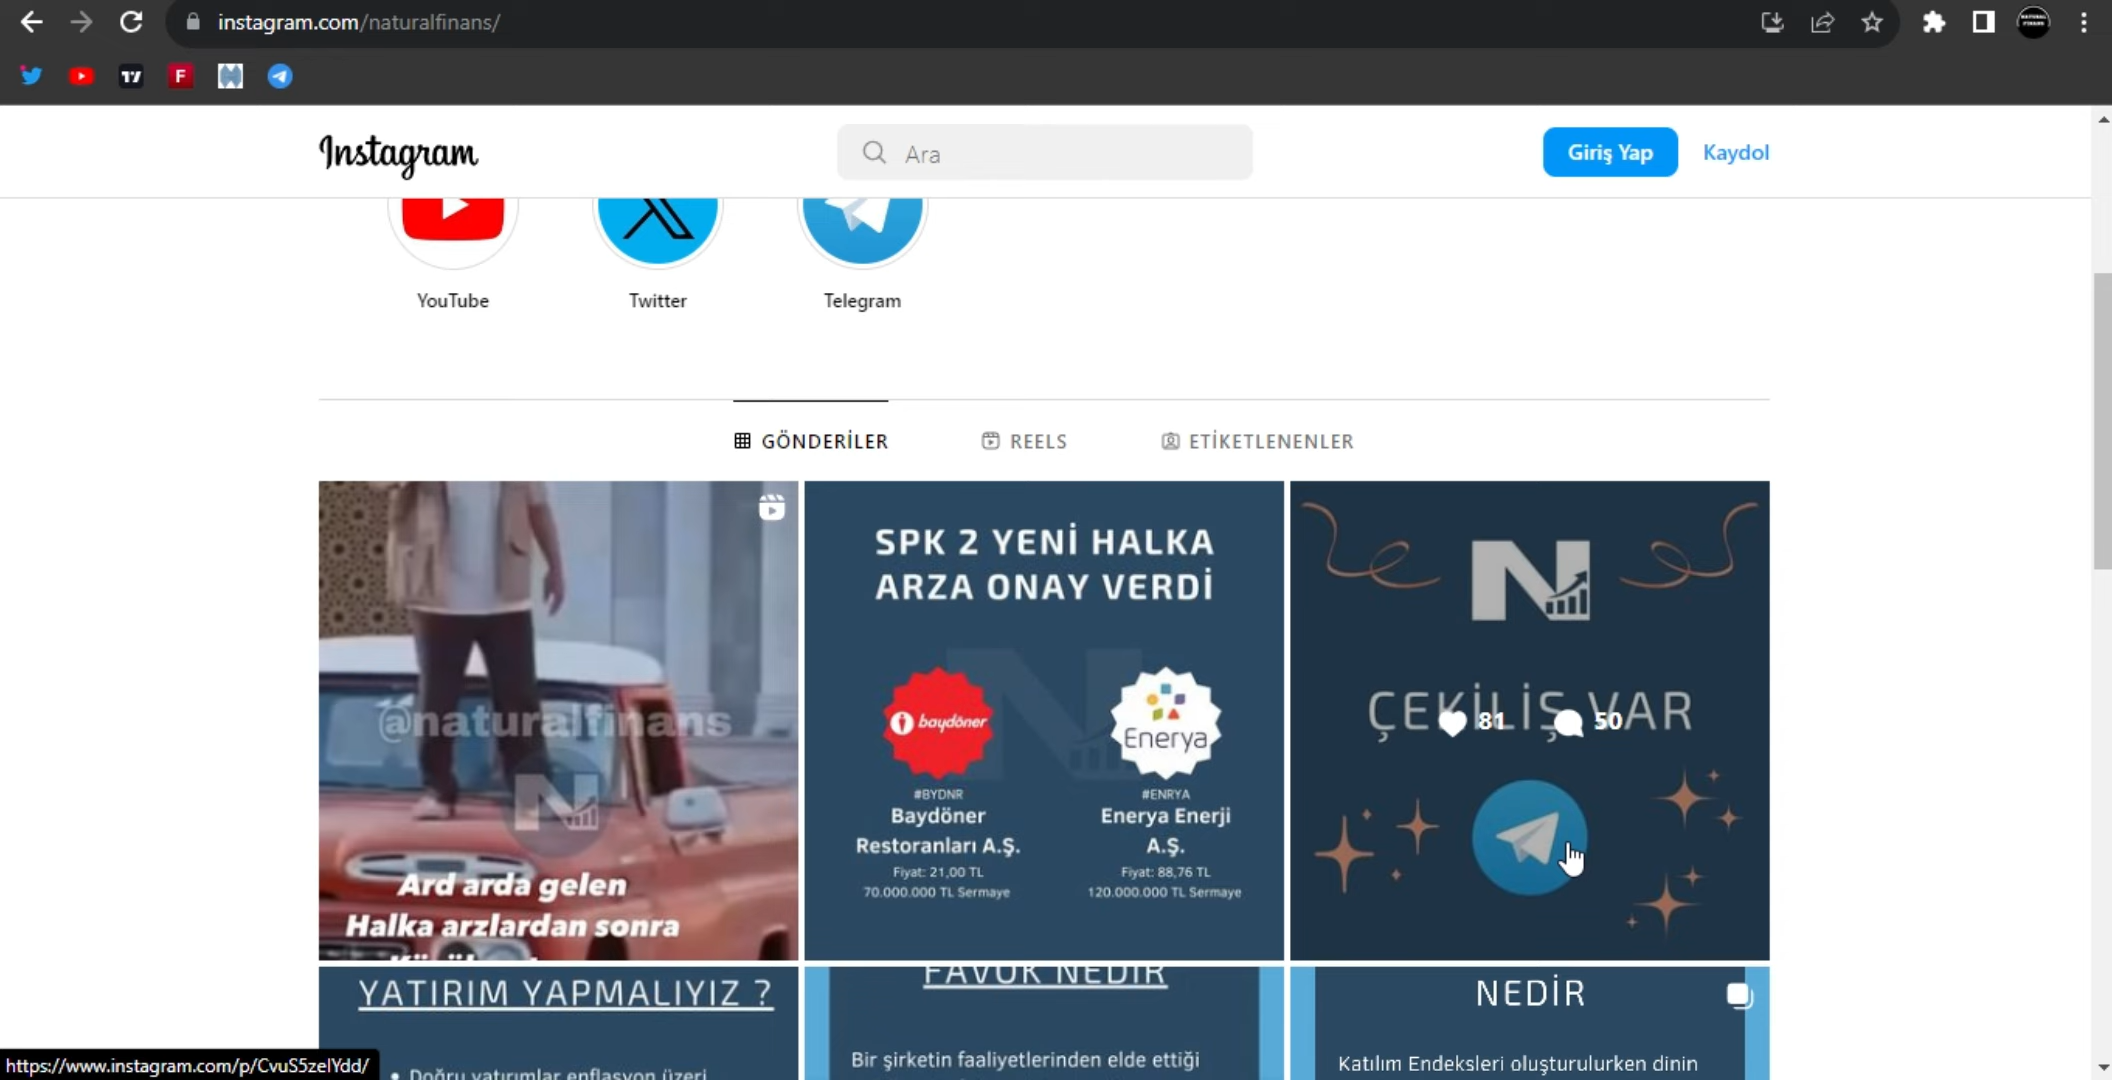 instagram.com/naturalfinans/
Instagram
Ara
Giriş Yap
Kaydol
YouTube
Twitter
Telegram
GÖNDERİLER
REELS
ETİKETLENENLER
@naturalfinans
Ard arda gelen
Halka arzlardan sonra
SPK 2 YENİ HALKA
ARZA ONAY VERDİ
baydöner
#BYDNR
Baydöner
Restoranları A.Ş.
Fiyat: 21,00 TL
70.000.000 TL Sermaye
Enerya
#ENRYA
Enerya Enerji
A.Ş.
Fiyat: 88,76 TL
120.000.000 TL Sermaye
N
ÇEKİLİŞ VAR
81
50
YATIRIM YAPMALIYIZ ?
• Doğru yatırımlar enflasyon üzeri
FAVÖK NEDİR
Bir şirketin faaliyetlerinden elde ettiği
NEDİR
Katılım Endeksleri oluşturulurken dinin
https://www.instagram.com/p/CvuS5zelYdd/